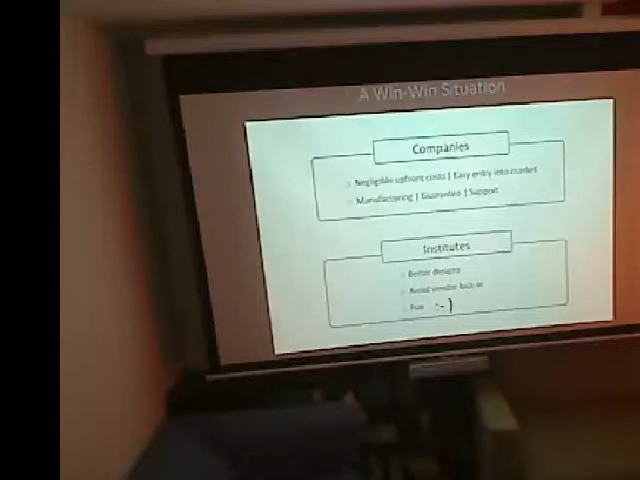 A Win-Win Situation
Companies
Negligible upfront costs | Easy entry into market
Manufacturing | Guarantee | Support
Institutes
Better designs
Avoid vendor lock-in
Fun :-)